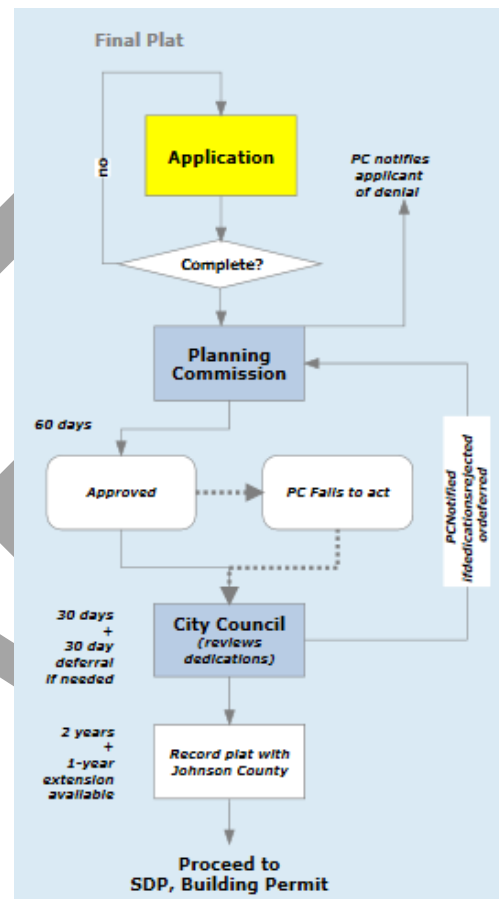 Final Plat
no
Application
PC notifies
applicant
of denial
Complete?
Planning
Commission
60 days
Approved
PC Fails to act
PCNotified
ifdedicationsrejected
ordeferred
30 days
+
30 day
deferral
if needed
City Council
(reviews
dedications)
2 years
+
1-year
extension
available
Record plat with
Johnson County
Proceed to
SDP, Building Permit